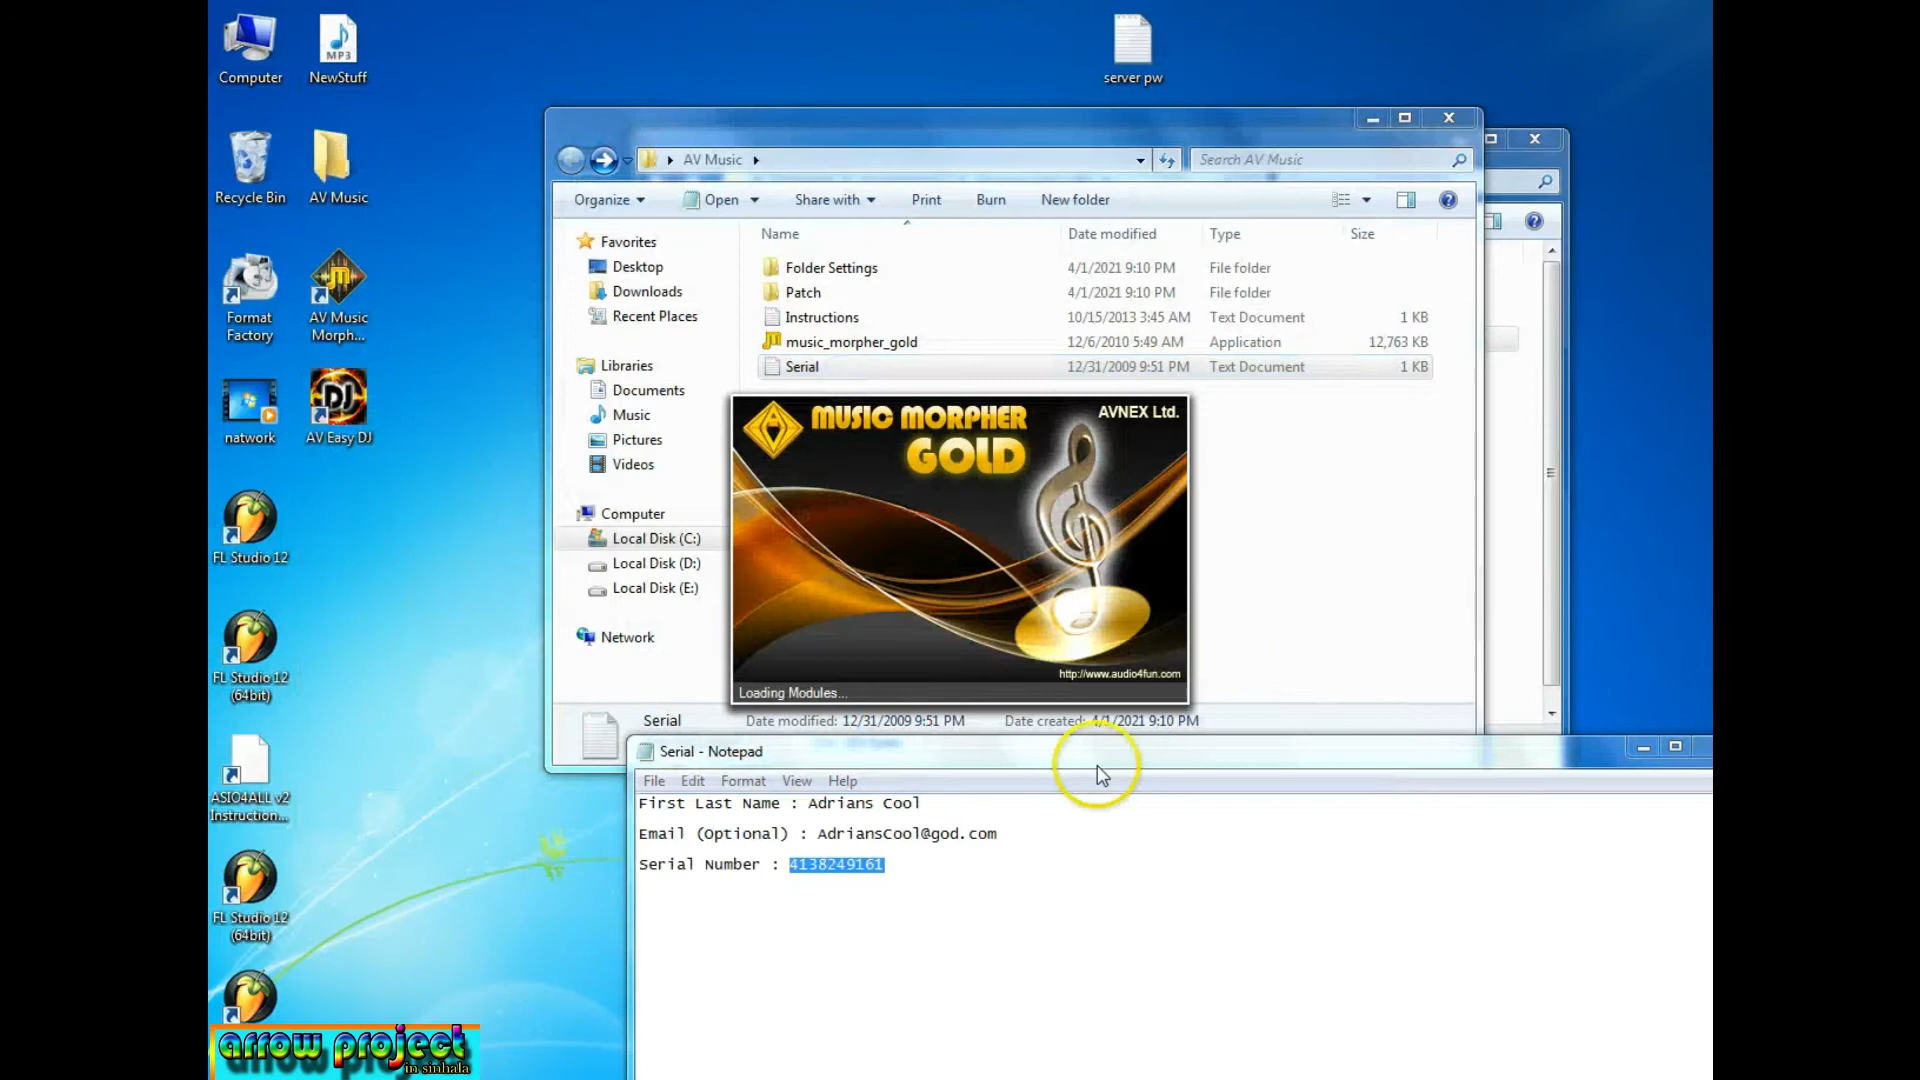 Computer
NewStuff
MP3
server pw
Recycle Bin
AV Music
Format
Factory
AV Music
Morph...
natwork
AV Easy DJ
DJ
FL Studio 12
FL Studio 12
(64bit)
ASIO4ALL v2
Instruction...
FL Studio 12
(64bit)
arrow project
in sinhala
AV Music
Search AV Music
Organize
Open
Share with
Print
Burn
New folder
Name
Date modified
Type
Size
Favorites
Desktop
Downloads
Recent Places
Libraries
Documents
Music
Pictures
Videos
Computer
Local Disk (C:)
Local Disk (D:)
Local Disk (E:)
Network
Folder Settings 4/1/2021 9:10 PM File folder
Patch 4/1/2021 9:10 PM File folder
Instructions 10/15/2013 3:45 AM Text Document 1 KB
music_morpher_gold 12/6/2010 5:49 AM Application 12,763 KB
Serial 12/31/2009 9:51 PM Text Document 1 KB
MUSIC MORPHER
GOLD
AVNEX Ltd.
http://www.audio4fun.com
Loading Modules...
Serial Date modified: 12/31/2009 9:51 PM Date created: 4/1/2021 9:10 PM
Serial - Notepad
File Edit Format View Help
First Last Name : Adrians Cool
Email (Optional) : AdriansCool@god.com
Serial Number : 4138249161